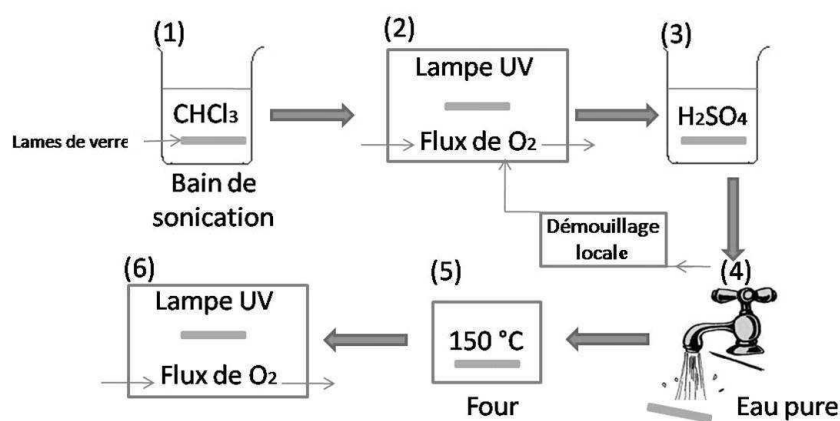 (1)
CHCl₃
Lames de verre
Bain de
sonication
(2)
Lampe UV
Flux de O₂
(3)
H₂SO₄
Démouillage
locale
(4)
Eau pure
(5)
150 °C
Four
(6)
Lampe UV
Flux de O₂